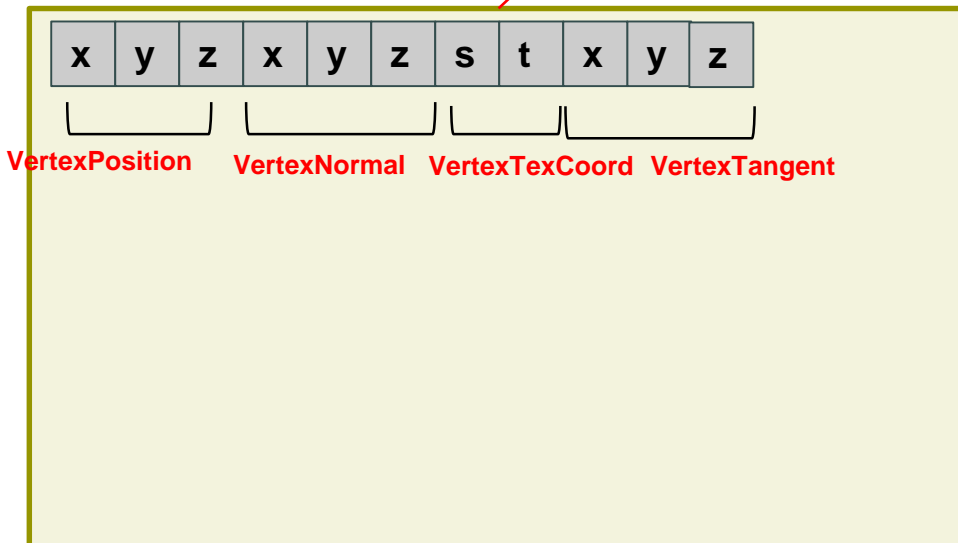 x y z x y z s t x y z
VertexPosition VertexNormal VertexTexCoord VertexTangent